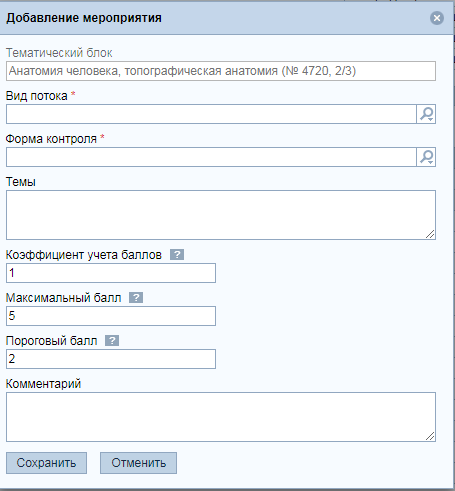 Добавление мероприятия
Тематический блок
Анатомия человека, топографическая анатомия (№ 4720, 2/3)
Вид потока *
Форма контроля *
Темы
Коэффициент учета баллов ?
1
Максимальный балл ?
5
Пороговый балл ?
2
Комментарий
Сохранить Отменить